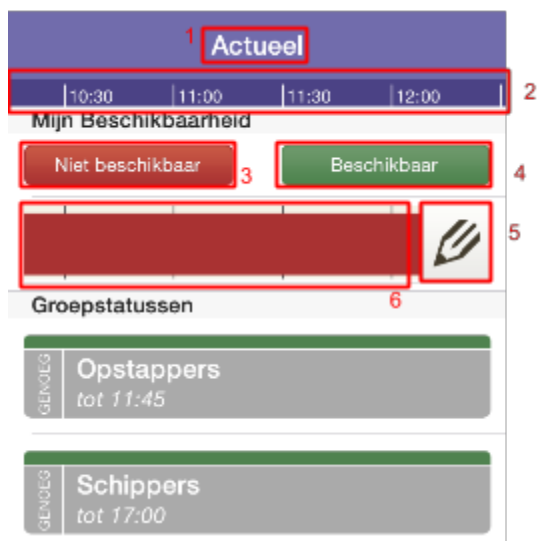 1 Actueel
10:30 11:00 11:30 12:00 2
Mijn Beschikbaarheid
Niet beschikbaar 3 Beschikbaar 4
5
6
Groepstatussen
GENOEG
Opstappers
tot 11:45
GENOEG
Schippers
tot 17:00